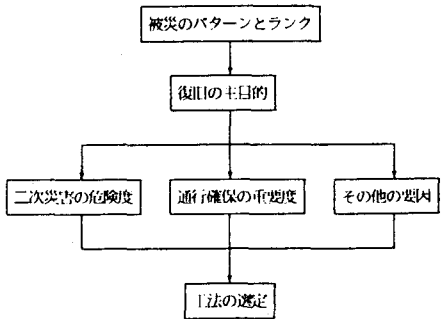 被災のパターンとランク
復旧の主目的
二次災害の危険度
通行確保の重要度
その他の要因
工法の選定